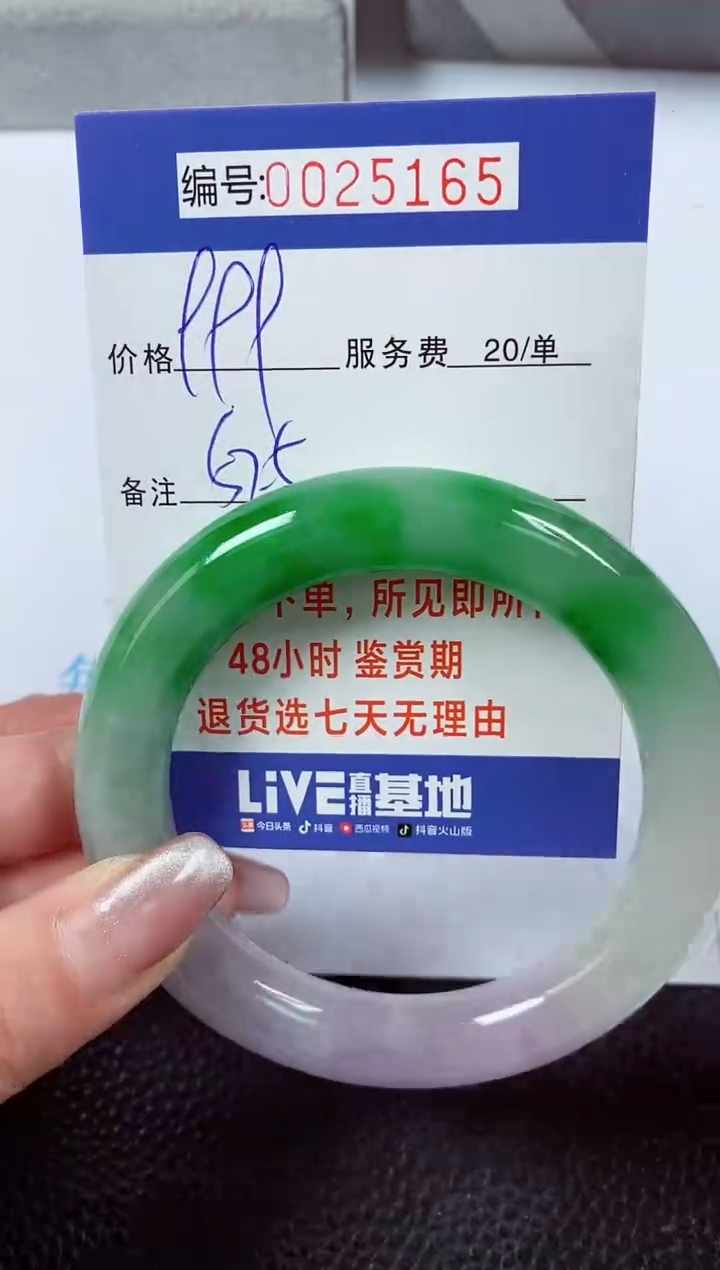 编号:0025165
价格 服务费 20/单
备注
下单，所见即所
48小时 鉴赏期
退货选七天无理由
LiVE直播基地
今日头条 抖音 西瓜视频 抖音火山版